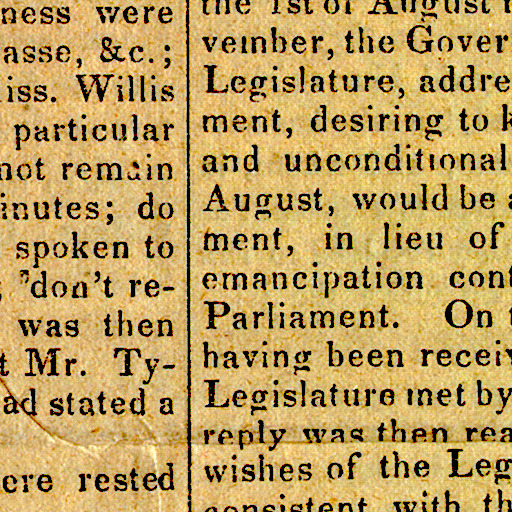 ness were
asse, &c.;
iss. Willis
particular
not remain
inutes; do
spoken to
; "don't re-
was then
t Mr. Ty-
ad stated a
ere rested
the 1st of August
vember, the Gover
Legislature, addre
ment, desiring to k
and unconditional
August, would be a
ment, in lieu of
emancipation cont
Parliament. On t
having been receiv
Legislature met by
reply was then rea
wishes of the Leg
consistent with th